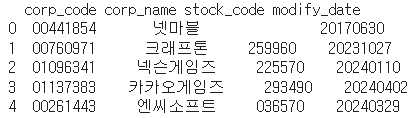 corp_code corp_name stock_code modify_date
0 00441854 넷마블 20170630
1 00760971 크래프톤 259960 20231027
2 01096341 넥슨게임즈 225570 20240110
3 01137383 카카오게임즈 293490 20240402
4 00261443 엔씨소프트 036570 20240329